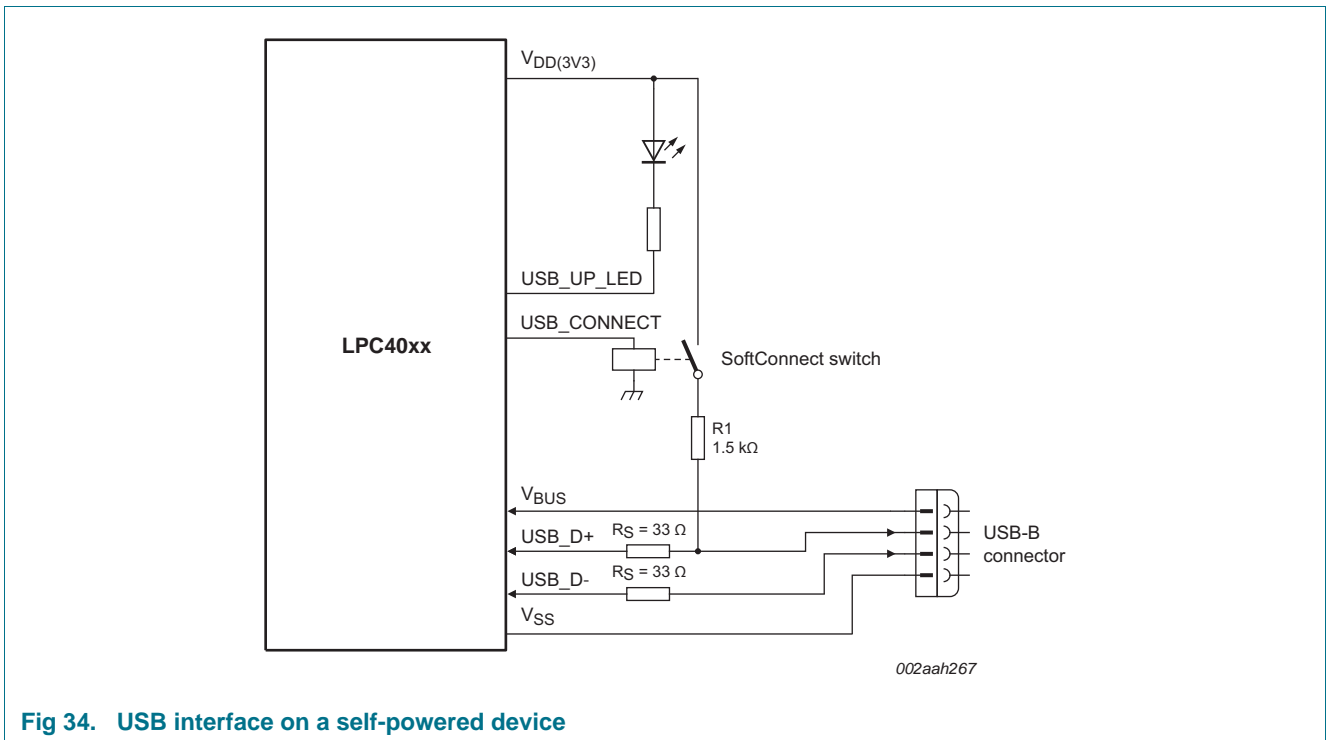 VDD(3V3)
USB_UP_LED
USB_CONNECT
LPC40xx
SoftConnect switch
R1
1.5 kΩ
VBUS
USB_D+
RS = 33 Ω
USB-B
connector
USB_D-
RS = 33 Ω
VSS
002aah267
Fig 34. USB interface on a self-powered device